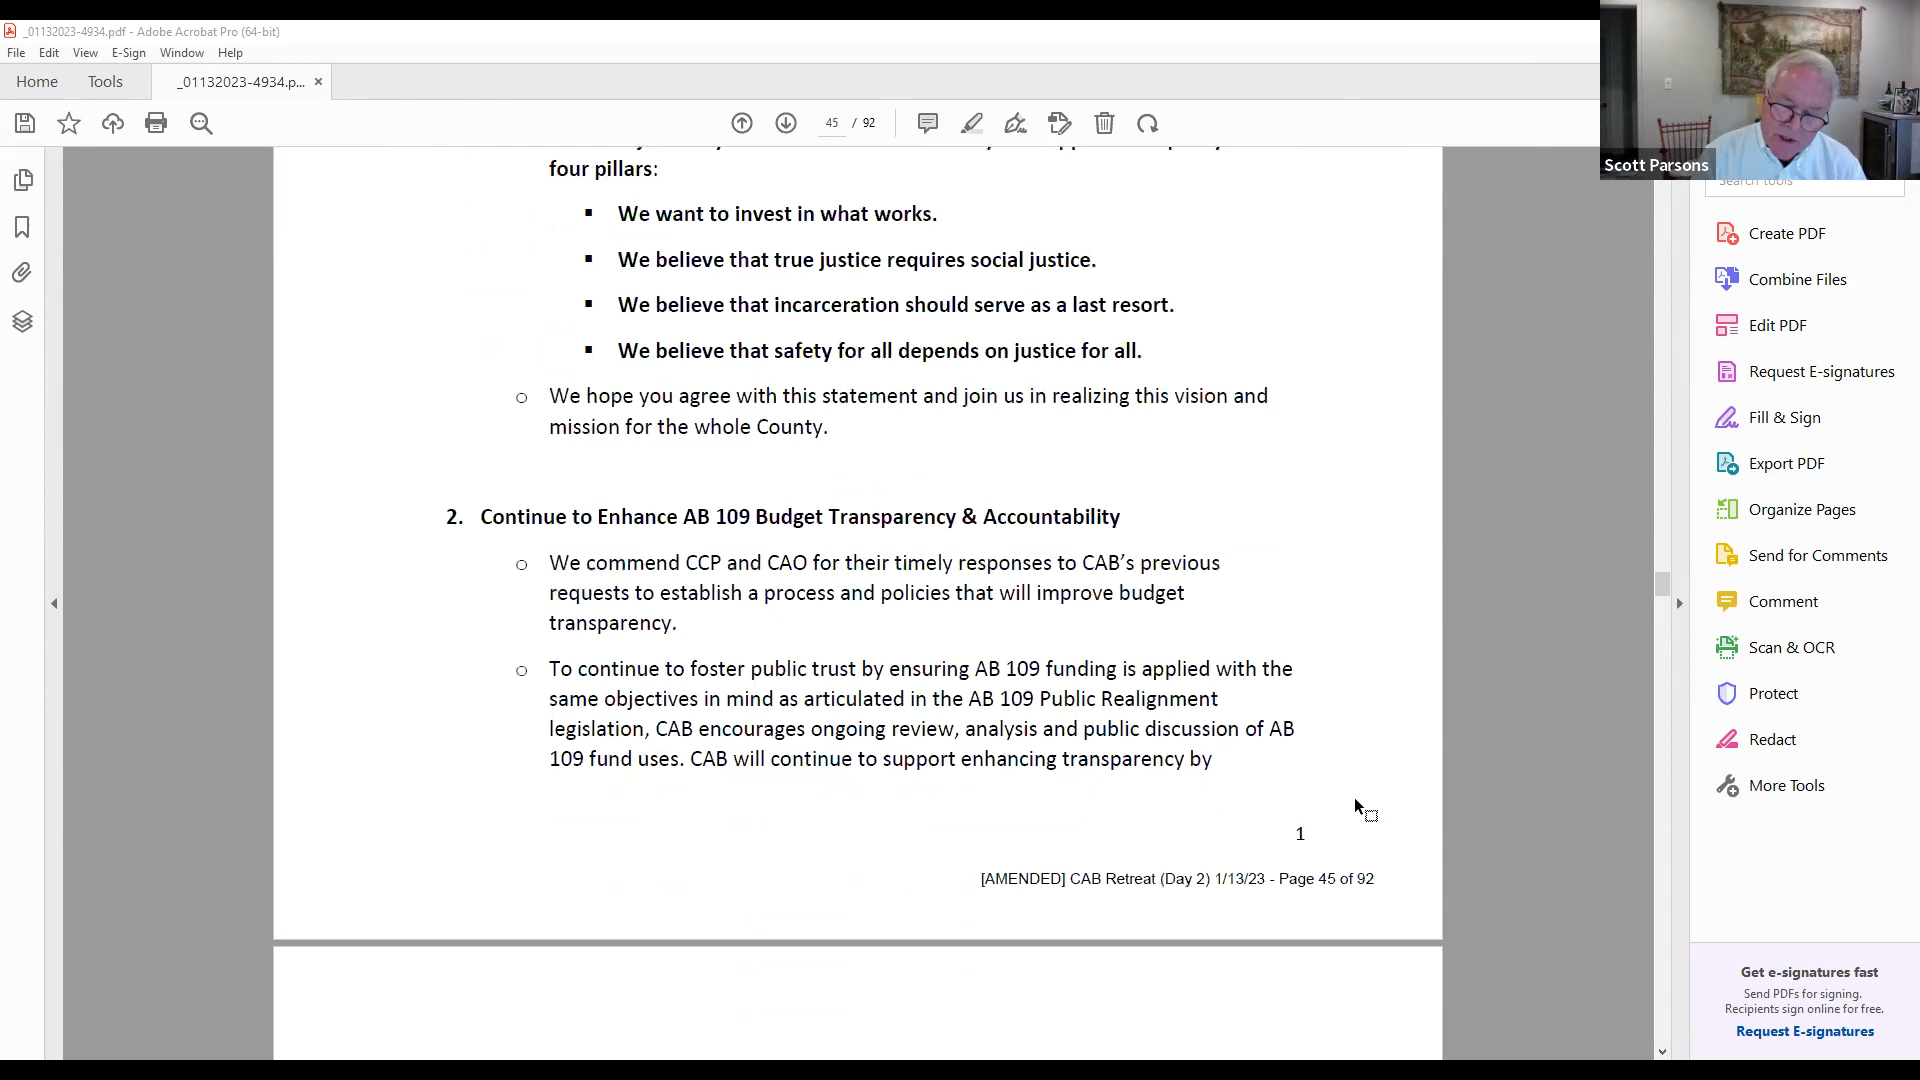 _01132023-4934.pdf - Adobe Acrobat Pro (64-bit)
File Edit View E-Sign Window Help
Home Tools _01132023-4934.p... ×
45 / 92
Scott Parsons
four pillars:
▪ We want to invest in what works.
▪ We believe that true justice requires social justice.
▪ We believe that incarceration should serve as a last resort.
▪ We believe that safety for all depends on justice for all.
o We hope you agree with this statement and join us in realizing this vision and
mission for the whole County.
2. Continue to Enhance AB 109 Budget Transparency & Accountability
o We commend CCP and CAO for their timely responses to CAB’s previous
requests to establish a process and policies that will improve budget
transparency.
o To continue to foster public trust by ensuring AB 109 funding is applied with the
same objectives in mind as articulated in the AB 109 Public Realignment
legislation, CAB encourages ongoing review, analysis and public discussion of AB
109 fund uses. CAB will continue to support enhancing transparency by
1
[AMENDED] CAB Retreat (Day 2) 1/13/23 - Page 45 of 92
Search tools
Create PDF
Combine Files
Edit PDF
Request E-signatures
Fill & Sign
Export PDF
Organize Pages
Send for Comments
Comment
Scan & OCR
Protect
Redact
More Tools
Get e-signatures fast
Send PDFs for signing.
Recipients sign online for free.
Request E-signatures